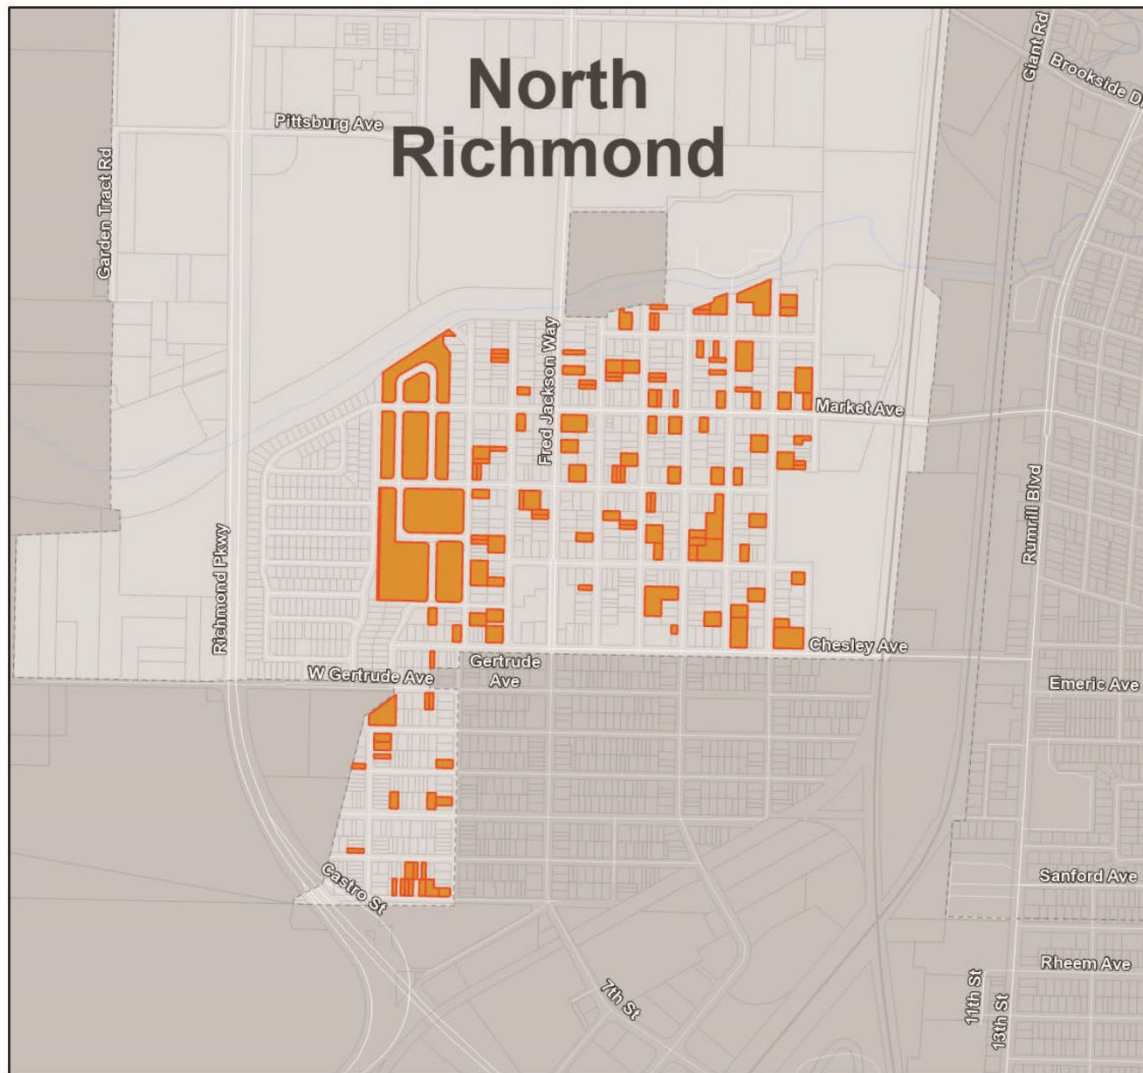 Giant Rd
Brookside D
North
Richmond
Pittsburg Ave
Garden Tract Rd
Fred Jackson Way
Market Ave
Rumrill Blvd
Richmond Pkwy
Chesley Ave
Gertrude
Ave
W Gertrude Ave
Emeric Ave
Castro St
Sanford Ave
Rheem Ave
7th St
11th St
13th St